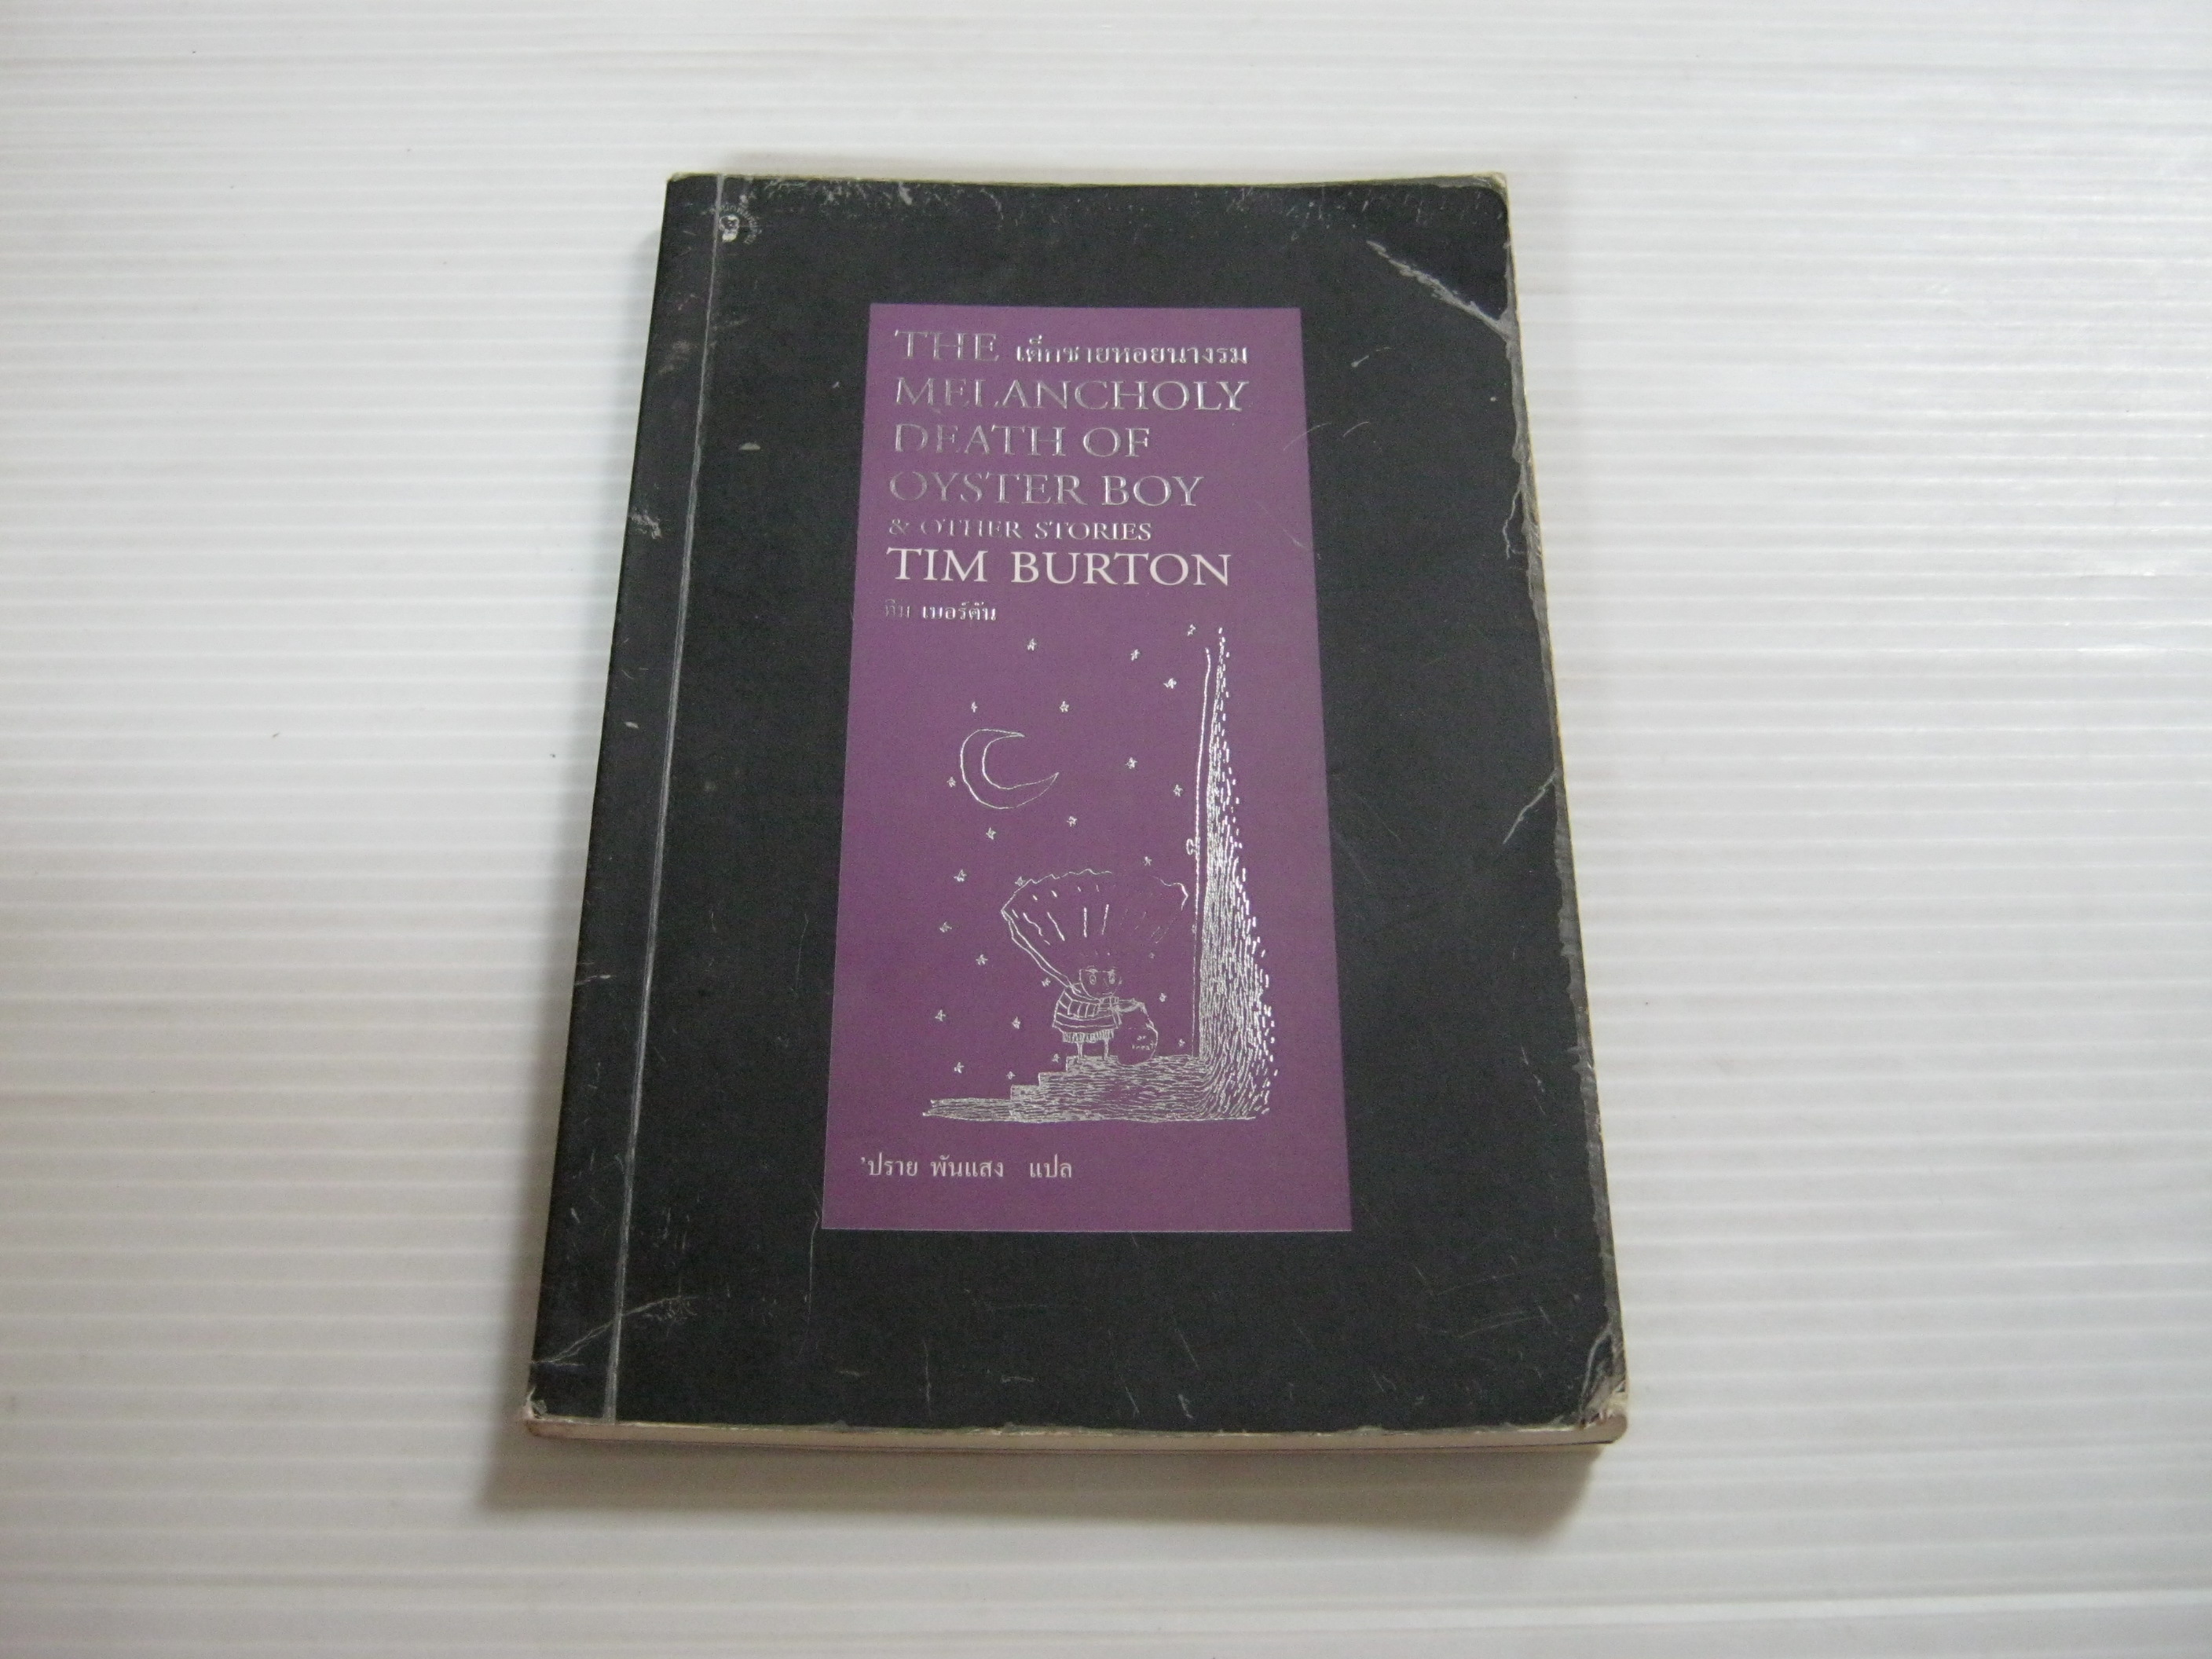 THE เด็กชายหอยนางรม
MELANCHOLY
DEATH OF
OYSTER BOY
& OTHER STORIES
TIM BURTON
ทิม เบอร์ตัน
'ปราย พันแสง แปล